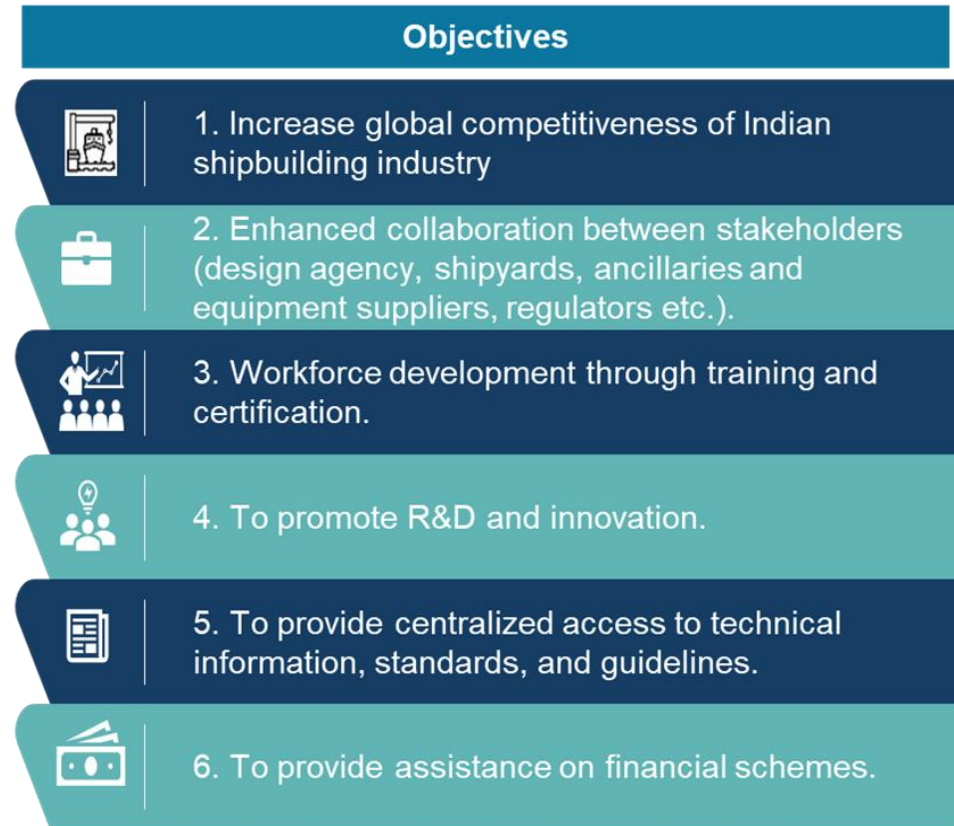 Objectives
1. Increase global competitiveness of Indian
shipbuilding industry
2. Enhanced collaboration between stakeholders
(design agency, shipyards, ancillaries and
equipment suppliers, regulators etc.).
3. Workforce development through training and
certification.
4. To promote R&D and innovation.
5. To provide centralized access to technical
information, standards, and guidelines.
6. To provide assistance on financial schemes.